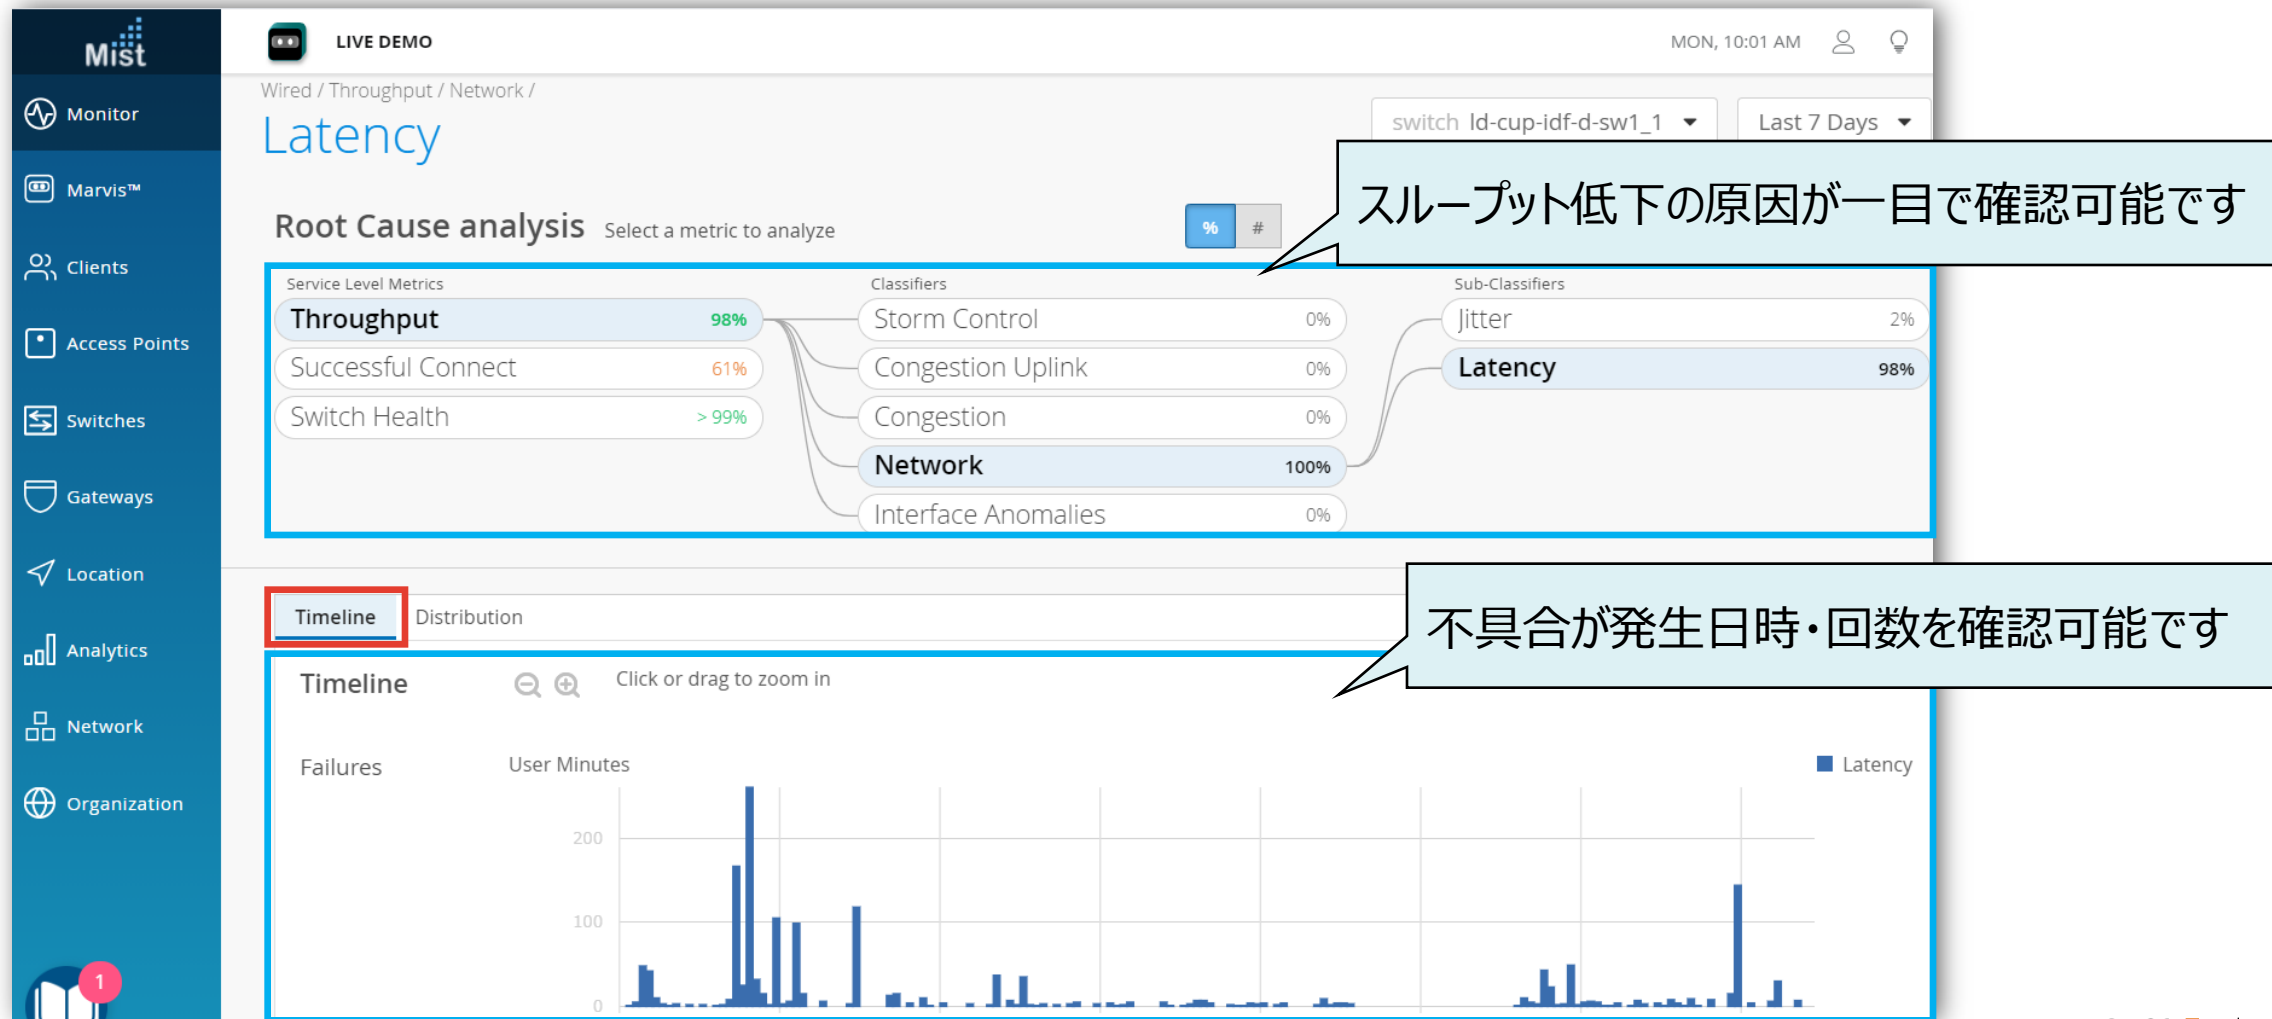 Mist
LIVE DEMO
MON, 10:01 AM
Monitor
Marvis™
Clients
Access Points
Switches
Gateways
Location
Analytics
Network
Organization
1
Wired / Throughput / Network /
Latency
switch ld-cup-idf-d-sw1_1
Last 7 Days
スループット低下の原因が一目で確認可能です
Root Cause analysis Select a metric to analyze
% #
Service Level Metrics
Throughput 98%
Successful Connect 61%
Switch Health > 99%
Classifiers
Storm Control 0%
Congestion Uplink 0%
Congestion 0%
Network 100%
Interface Anomalies 0%
Sub-Classifiers
Jitter 2%
Latency 98%
Timeline Distribution
不具合が発生日時・回数を確認可能です
Timeline Click or drag to zoom in
Failures User Minutes
Latency
200
100
0